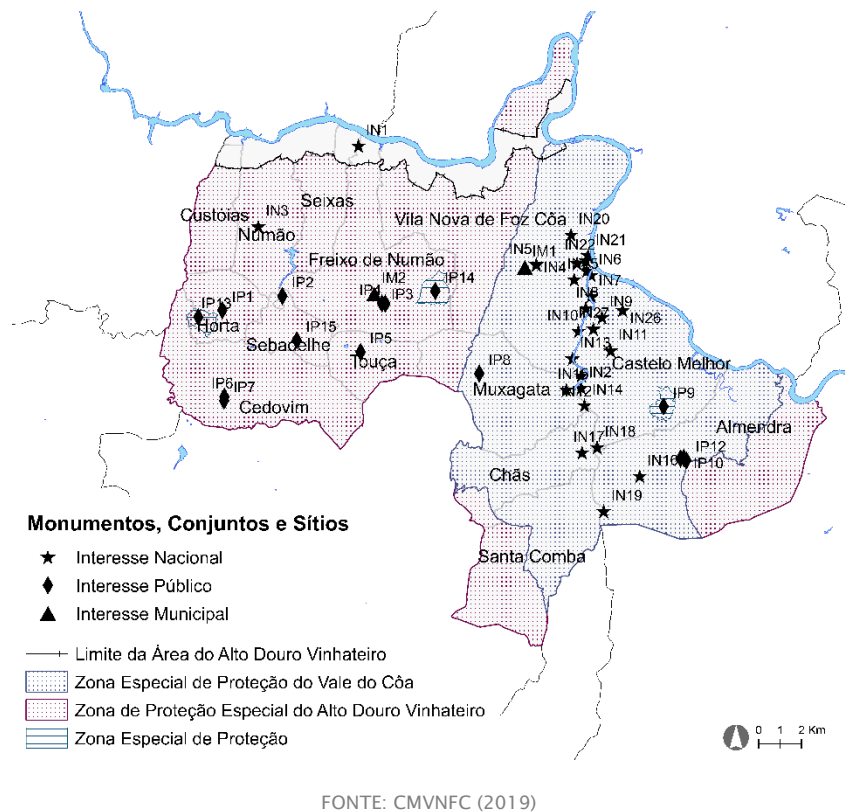 IN1
Seixas
Custóias
IN3
Numão
Vila Nova de Foz Côa
IN20
IN21
IN22
IN5
IM1
IN4
IN6
Freixo de Numão
IM2
IP14
IN7
IP2
IP3
IP13
IP1
IN8
IN9
Horta
IN10
IN27
IN26
IP15
IN11
Sebadelhe
IP5
IN13
Touça
Castelo Melhor
IP8
IN2
IP6
IP7
Muxagata
IN14
IP9
Cedovim
Almendra
IN18
IN17
IN16
IP12
IP10
Chãs
IN19
Santa Comba
Monumentos, Conjuntos e Sítios
Interesse Nacional
Interesse Público
Interesse Municipal
Limite da Área do Alto Douro Vinhateiro
Zona Especial de Proteção do Vale do Côa
Zona de Proteção Especial do Alto Douro Vinhateiro
Zona Especial de Proteção
0 1 2 Km
FONTE: CMVNFC (2019)